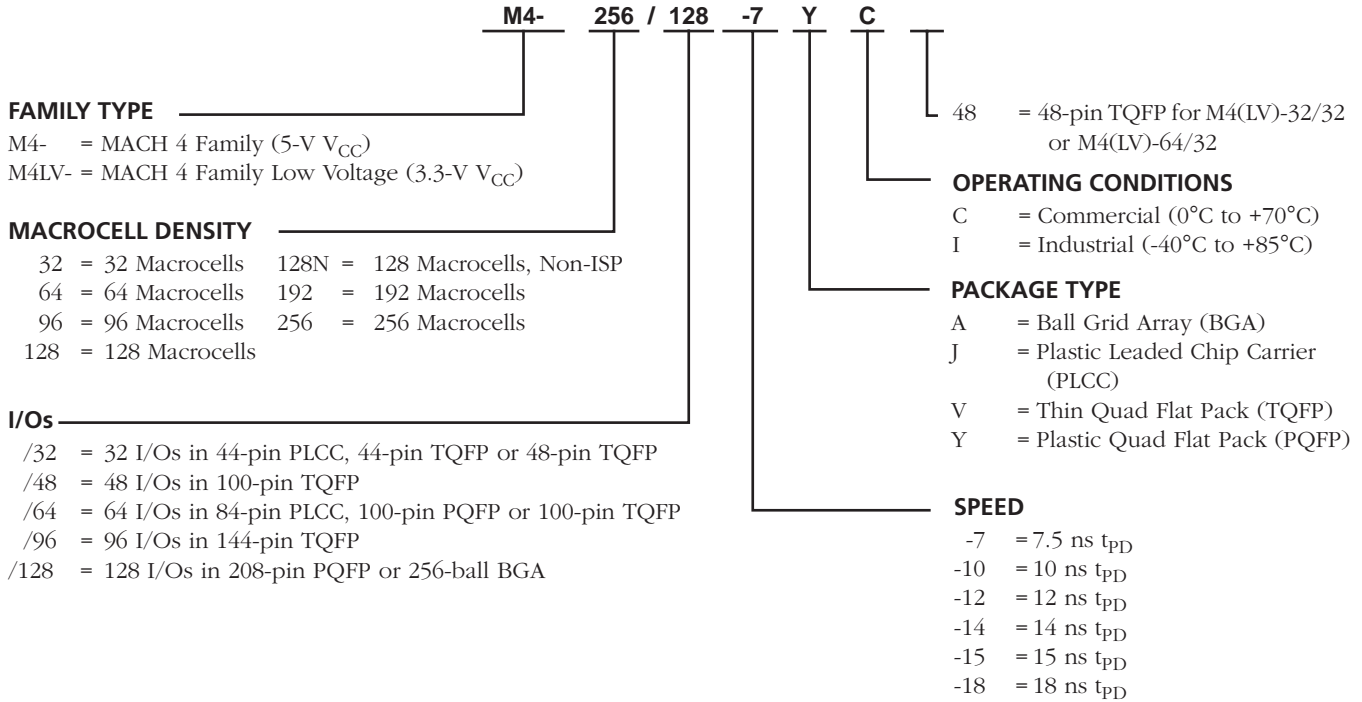 M4- 256 / 128 -7 Y C
FAMILY TYPE
M4- = MACH 4 Family (5-V VCC)
M4LV- = MACH 4 Family Low Voltage (3.3-V VCC)
MACROCELL DENSITY
32 = 32 Macrocells 128N = 128 Macrocells, Non-ISP
64 = 64 Macrocells 192 = 192 Macrocells
96 = 96 Macrocells 256 = 256 Macrocells
128 = 128 Macrocells
I/Os
/32 = 32 I/Os in 44-pin PLCC, 44-pin TQFP or 48-pin TQFP
/48 = 48 I/Os in 100-pin TQFP
/64 = 64 I/Os in 84-pin PLCC, 100-pin PQFP or 100-pin TQFP
/96 = 96 I/Os in 144-pin TQFP
/128 = 128 I/Os in 208-pin PQFP or 256-ball BGA
48 = 48-pin TQFP for M4(LV)-32/32
or M4(LV)-64/32
OPERATING CONDITIONS
C = Commercial (0°C to +70°C)
I = Industrial (-40°C to +85°C)
PACKAGE TYPE
A = Ball Grid Array (BGA)
J = Plastic Leaded Chip Carrier
(PLCC)
V = Thin Quad Flat Pack (TQFP)
Y = Plastic Quad Flat Pack (PQFP)
SPEED
-7 = 7.5 ns tPD
-10 = 10 ns tPD
-12 = 12 ns tPD
-14 = 14 ns tPD
-15 = 15 ns tPD
-18 = 18 ns tPD